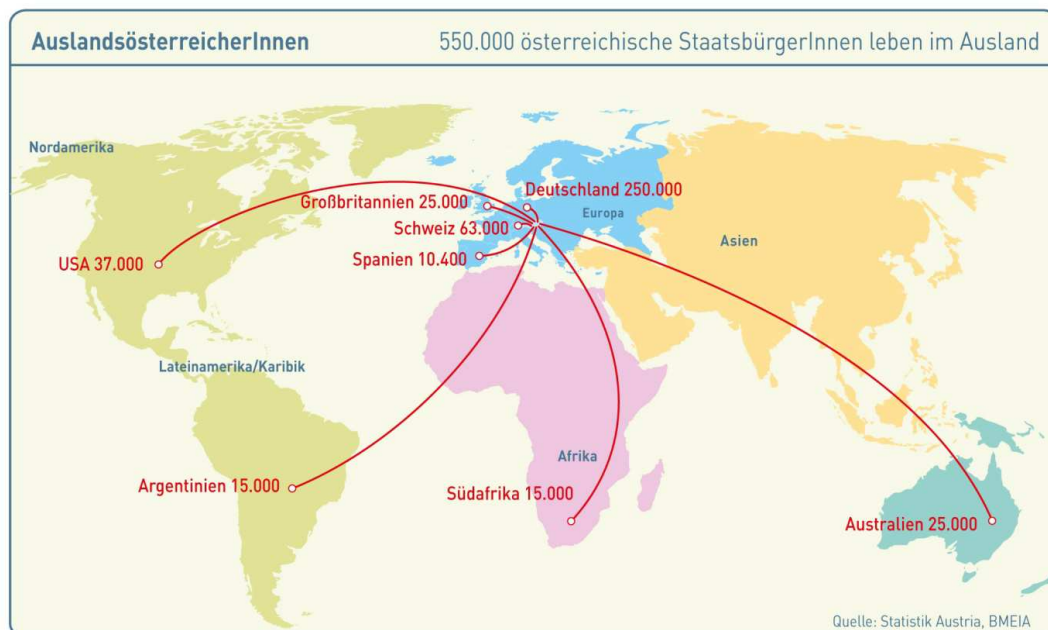 AuslandsösterreicherInnen
550.000 österreichische StaatsbürgerInnen leben im Ausland
Nordamerika
Deutschland 250.000
Großbritannien 25.000
Europa
Schweiz 63.000
Asien
Spanien 10.400
USA 37.000
Lateinamerika/Karibik
Afrika
Argentinien 15.000
Südafrika 15.000
Australien 25.000
Quelle: Statistik Austria, BMEIA